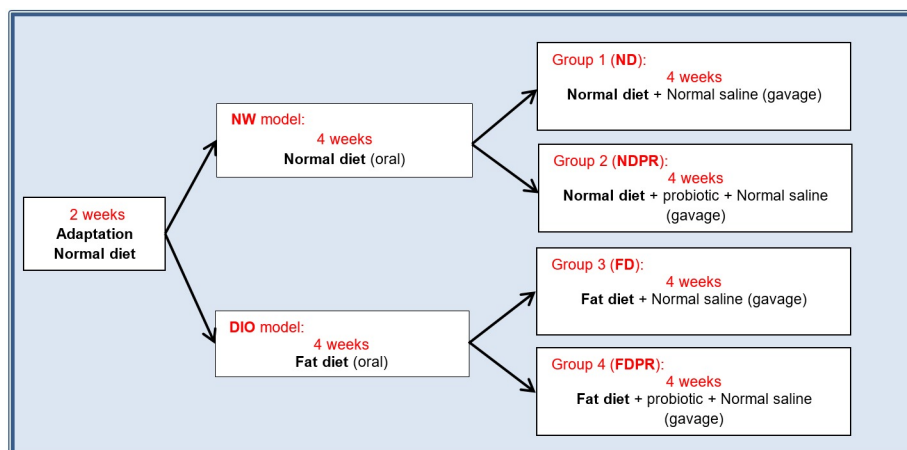 2 weeks
Adaptation
Normal diet
NW model:
4 weeks
Normal diet (oral)
DIO model:
4 weeks
Fat diet (oral)
Group 1 (ND):
4 weeks
Normal diet + Normal saline (gavage)
Group 2 (NDPR):
4 weeks
Normal diet + probiotic + Normal saline
(gavage)
Group 3 (FD):
4 weeks
Fat diet + Normal saline (gavage)
Group 4 (FDPR):
4 weeks
Fat diet + probiotic + Normal saline
(gavage)